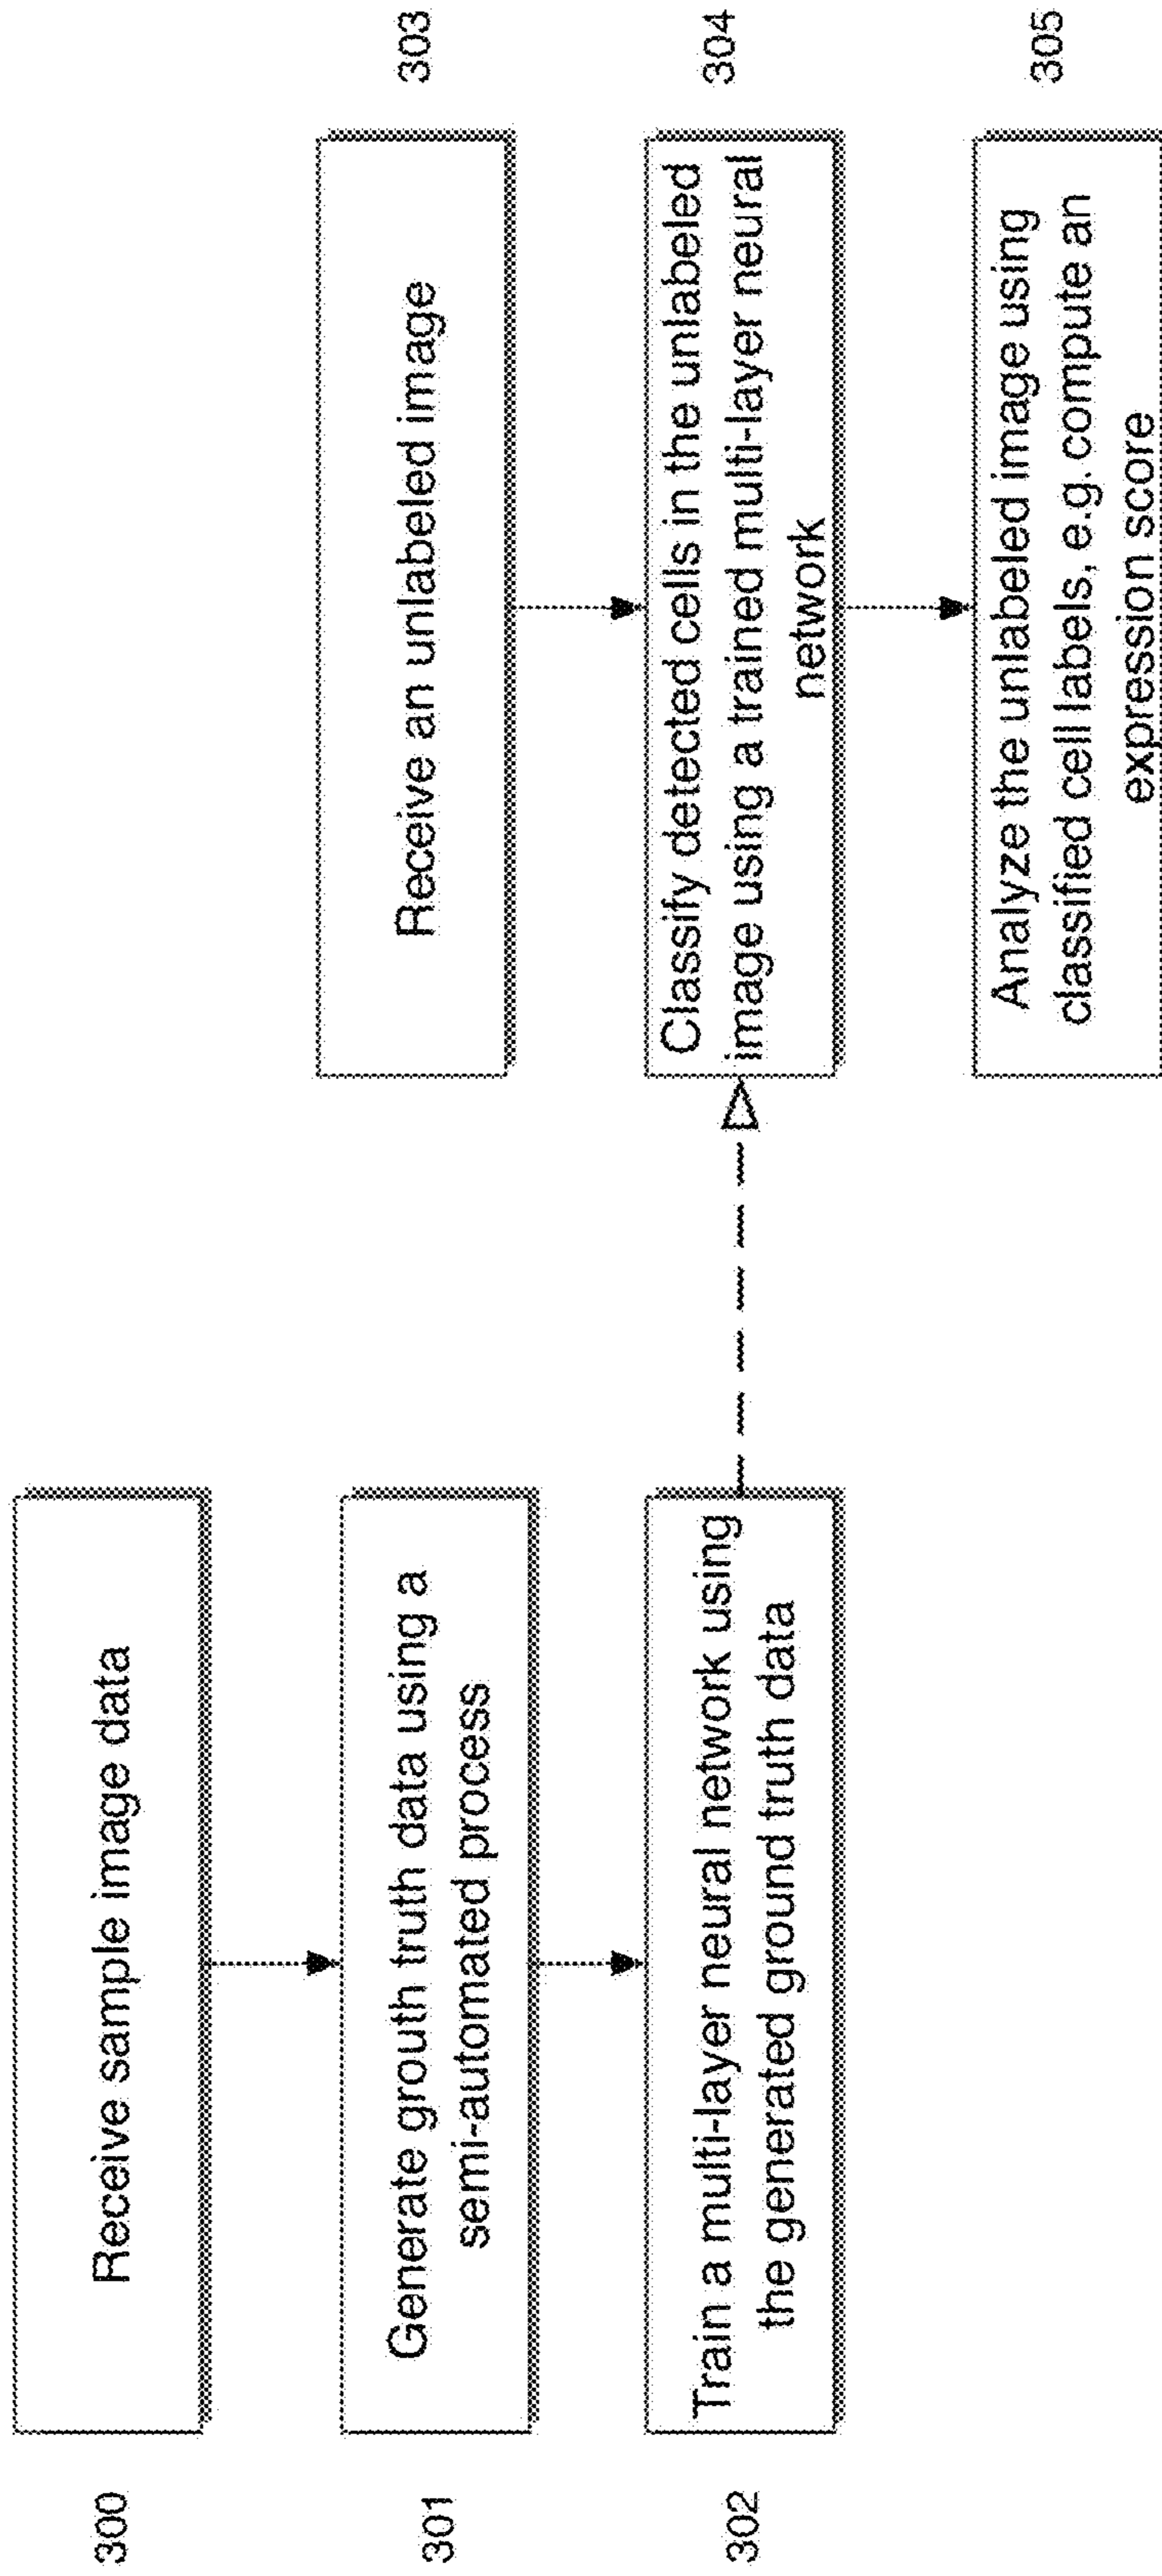 300
Receive sample image data
301
Generate grouth truth data using a
semi-automated process
302
Train a multi-layer neural network using
the generated ground truth data
303
Receive an unlabeled image
304
Classify detected cells in the unlabeled
image using a trained multi-layer neural
network
305
Analyze the unlabeled image using
classified cell labels, e.g. compute an
expression score